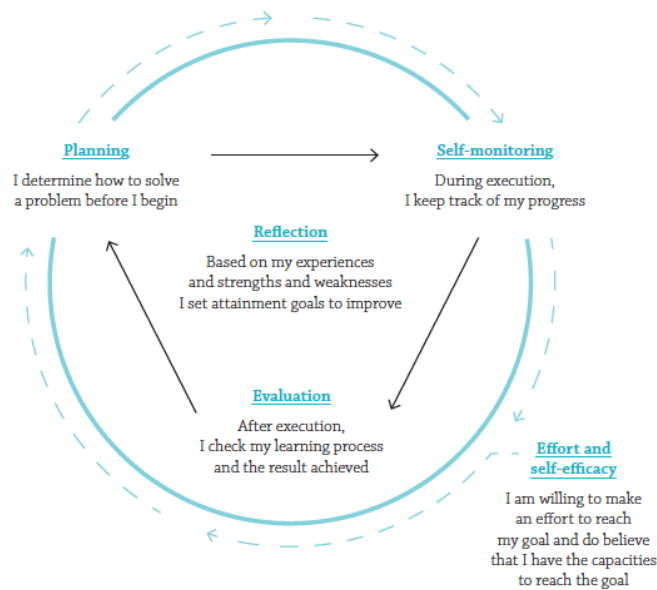 Planning
I determine how to solve
a problem before I begin
Self-monitoring
During execution,
I keep track of my progress
Reflection
Based on my experiences
and strengths and weaknesses
I set attainment goals to improve
Evaluation
After execution,
I check my learning process
and the result achieved
Effort and
self-efficacy
I am willing to make
an effort to reach
my goal and do believe
that I have the capacities
to reach the goal